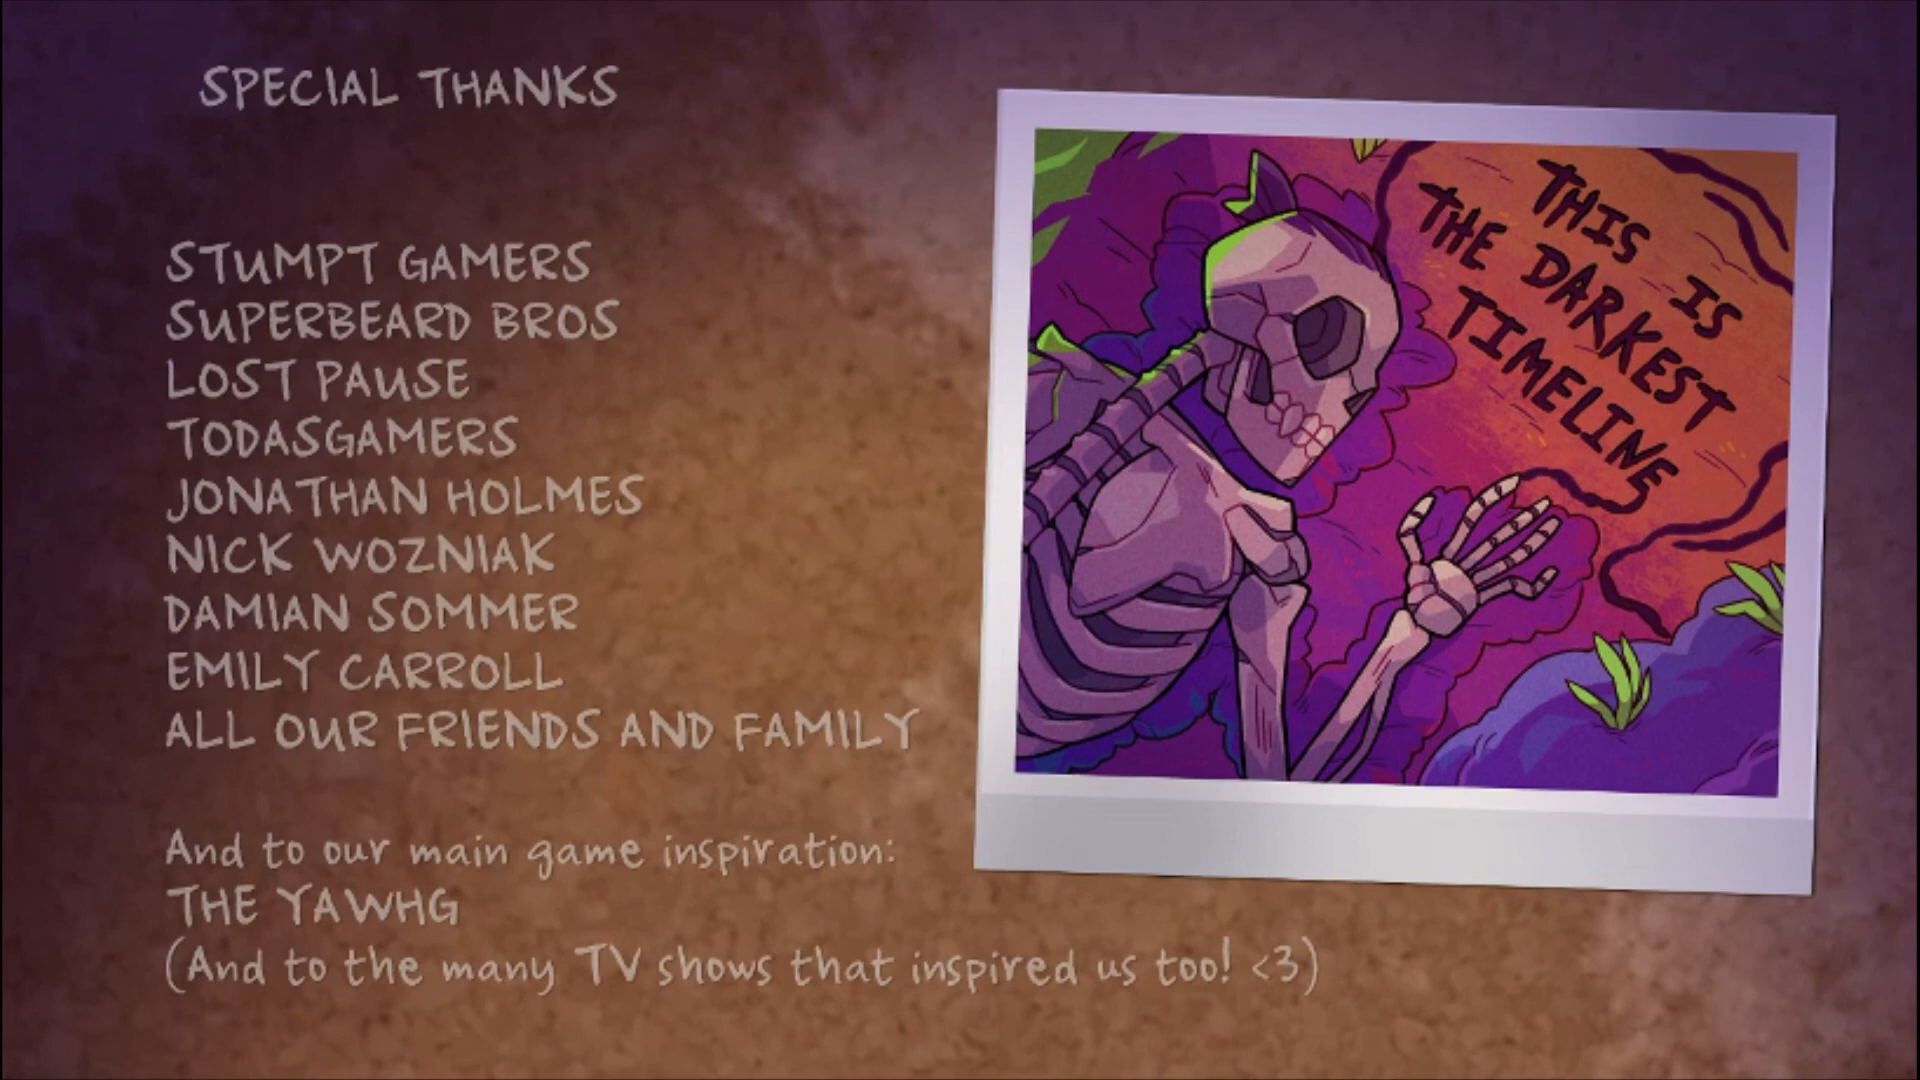 SPECIAL THANKS
STUMPT GAMERS
SUPERBEARD BROS
LOST PAUSE
TODASGAMERS
JONATHAN HOLMES
NICK WOZNIAK
DAMIAN SOMMER
EMILY CARROLL
ALL OUR FRIENDS AND FAMILY
And to our main game inspiration:
THE YAWHG
(And to the many TV shows that inspired us too! <3)
THIS IS
THE DARKEST
TIMELINE